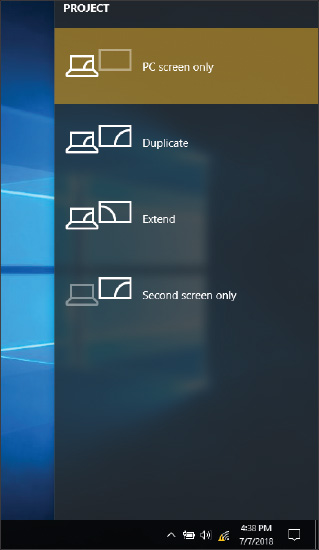 PROJECT
PC screen only
Duplicate
Extend
Second screen only
4:38 PM
7/7/2018